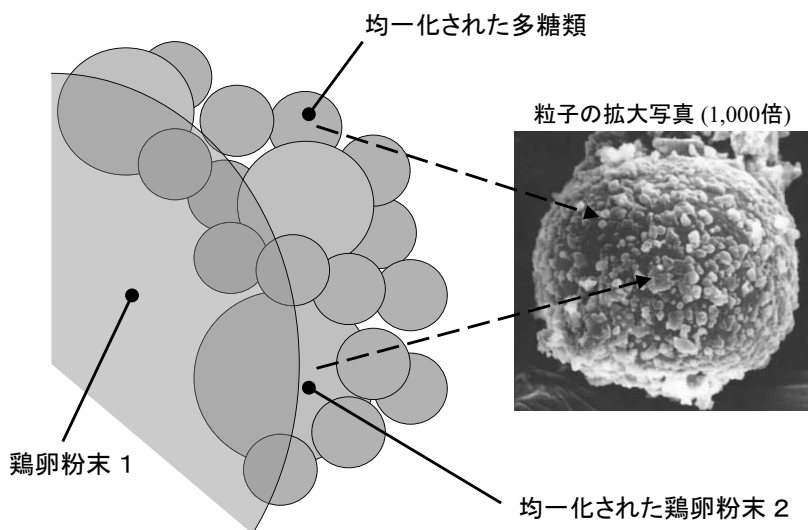 均一化された多糖類
粒子の拡大写真 (1,000倍)
鶏卵粉末 1
均一化された鶏卵粉末 2